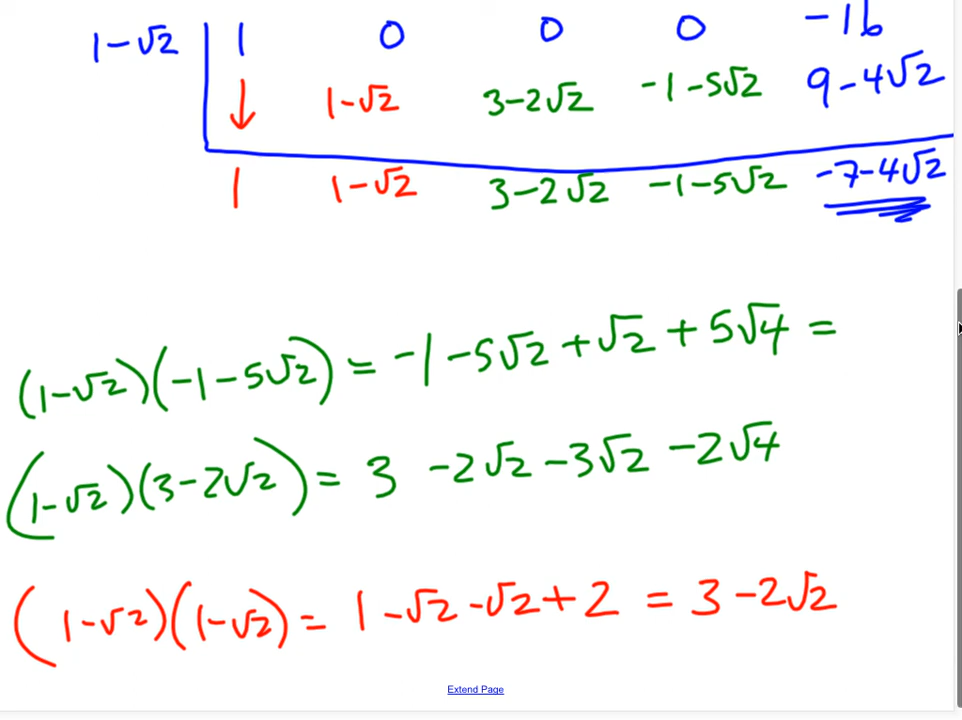 1-√2 | 1 0 0 0 -16
↓ 1-√2 3-2√2 -1-5√2 9-4√2
1 1-√2 3-2√2 -1-5√2 -7-4√2
(1-√2)(-1-5√2) = -1-5√2+√2+5√4 =
(1-√2)(3-2√2) = 3 -2√2-3√2-2√4
(1-√2)(1-√2) = 1-√2-√2+2 = 3-2√2
Extend Page